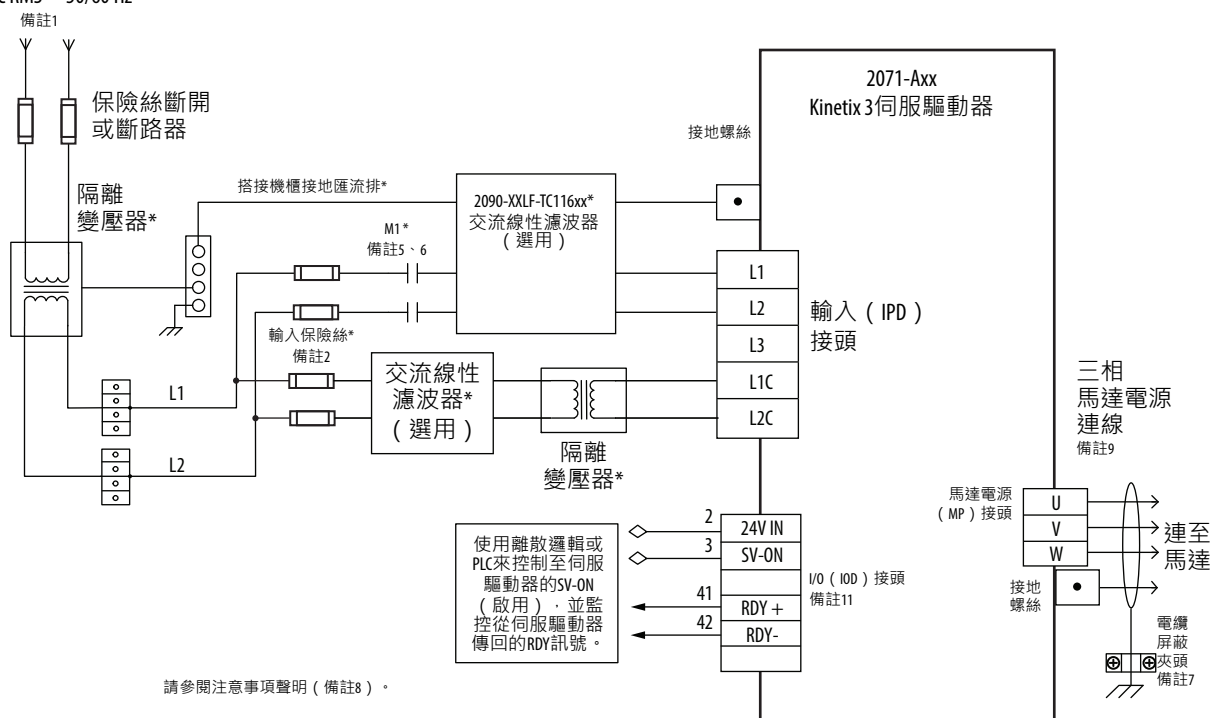 備註1
保險絲斷開
或斷路器
隔離
變壓器*
搭接機櫃接地匯流排*
M1*
備註5、6
2090-XXLF-TC116xx*
交流線性濾波器
(選用)
接地螺絲
2071-Axx
Kinetix 3伺服驅動器
L1
L2
L3
L1C
L2C
輸入(IPD)
接頭
輸入保險絲*
備註2
交流線性
濾波器*
(選用)
隔離
變壓器*
L1
L2
三相
馬達電源
連線
備註9
馬達電源
(MP)接頭
U
V
W
連至
馬達
接地
螺絲
電纜
屏蔽
夾頭
備註7
使用離散邏輯或
PLC來控制至伺服
驅動器的SV-ON
(啟用),並監
控從伺服驅動器
傳回的RDY訊號。
2
24V IN
3
SV-ON
41
RDY +
42
RDY-
I/O(IOD)接頭
備註11
請參閱注意事項聲明(備註8)。